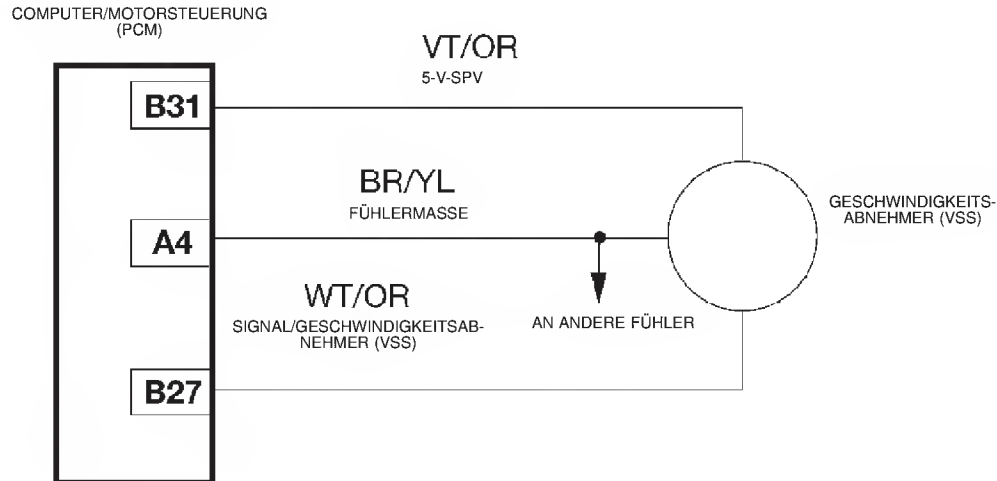 COMPUTER/MOTORSTEUERUNG
(PCM)
VT/OR
5-V-SPV
B31
BR/YL
FÜHLERMASSE
GESCHWINDIGKEITS-
ABNEHMER (VSS)
A4
WT/OR
SIGNAL/GESCHWINDIGKEITSAB-
NEHMER (VSS)
AN ANDERE FÜHLER
B27